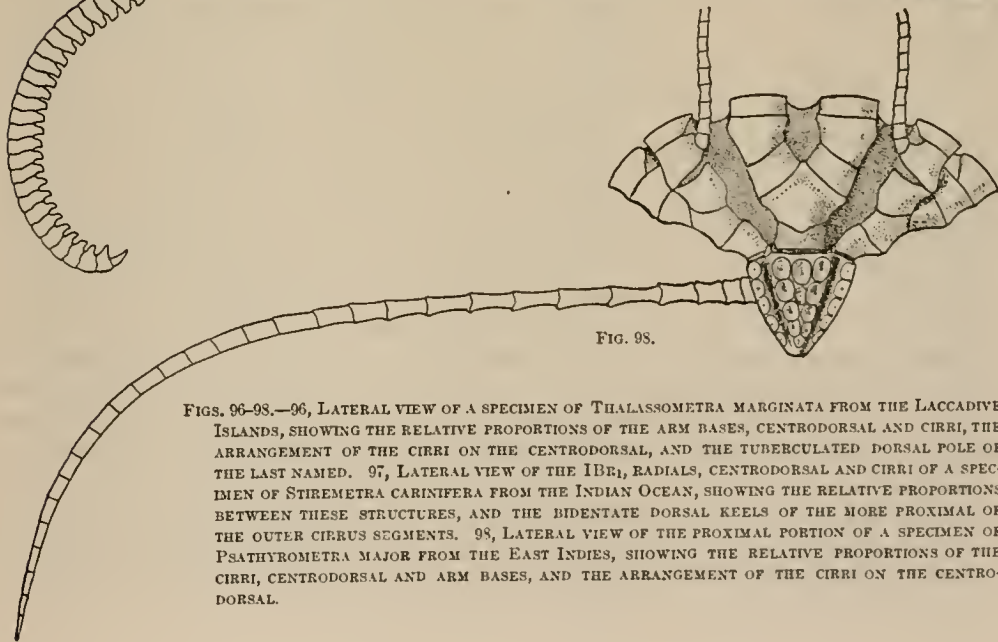 FIG. 98.
FIGS. 96-98.—96, LATERAL VIEW OF A SPECIMEN OF THALASSOMETRA MARGINATA FROM THE LACCADIVE
ISLANDS, SHOWING THE RELATIVE PROPORTIONS OF THE ARM BASES, CENTRODORSAL AND CIRRI, THE
ARRANGEMENT OF THE CIRRI ON THE CENTRODORSAL, AND THE TUBERCULATED DORSAL POLE OF
THE LAST NAMED. 97, LATERAL VIEW OF THE IBR1, RADIALS, CENTRODORSAL AND CIRRI OF A SPEC-
IMEN OF STIREMETRA CARINIFERA FROM THE INDIAN OCEAN, SHOWING THE RELATIVE PROPORTIONS
BETWEEN THESE STRUCTURES, AND THE BIDENTATE DORSAL KEELS OF THE MORE PROXIMAL OF
THE OUTER CIRRUS SEGMENTS. 98, LATERAL VIEW OF THE PROXIMAL PORTION OF A SPECIMEN OF
PSATHYROMETRA MAJOR FROM THE EAST INDIES, SHOWING THE RELATIVE PROPORTIONS OF THE
CIRRI, CENTRODORSAL AND ARM BASES, AND THE ARRANGEMENT OF THE CIRRI ON THE CENTRO-
DORSAL.